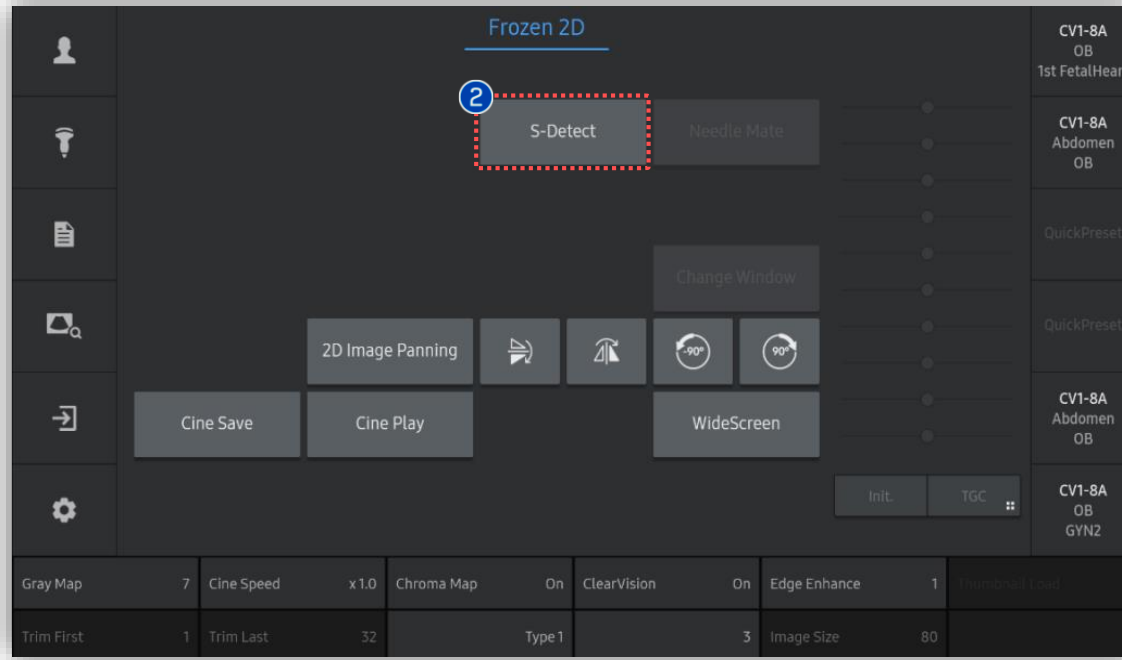 Frozen 2D
2
S-Detect
Needle Mate
Change Window
2D Image Panning
-90°
90°
Cine Save
Cine Play
WideScreen
Init.
TGC
CV1-8A
OB
1st FetalHear
CV1-8A
Abdomen
OB
QuickPreset
QuickPreset
CV1-8A
Abdomen
OB
CV1-8A
OB
GYN2
Gray Map 7
Cine Speed x1.0
Chroma Map On
ClearVision On
Edge Enhance 1
Thumbnail Load
Trim First 1
Trim Last 32
Type 1
3
Image Size 80